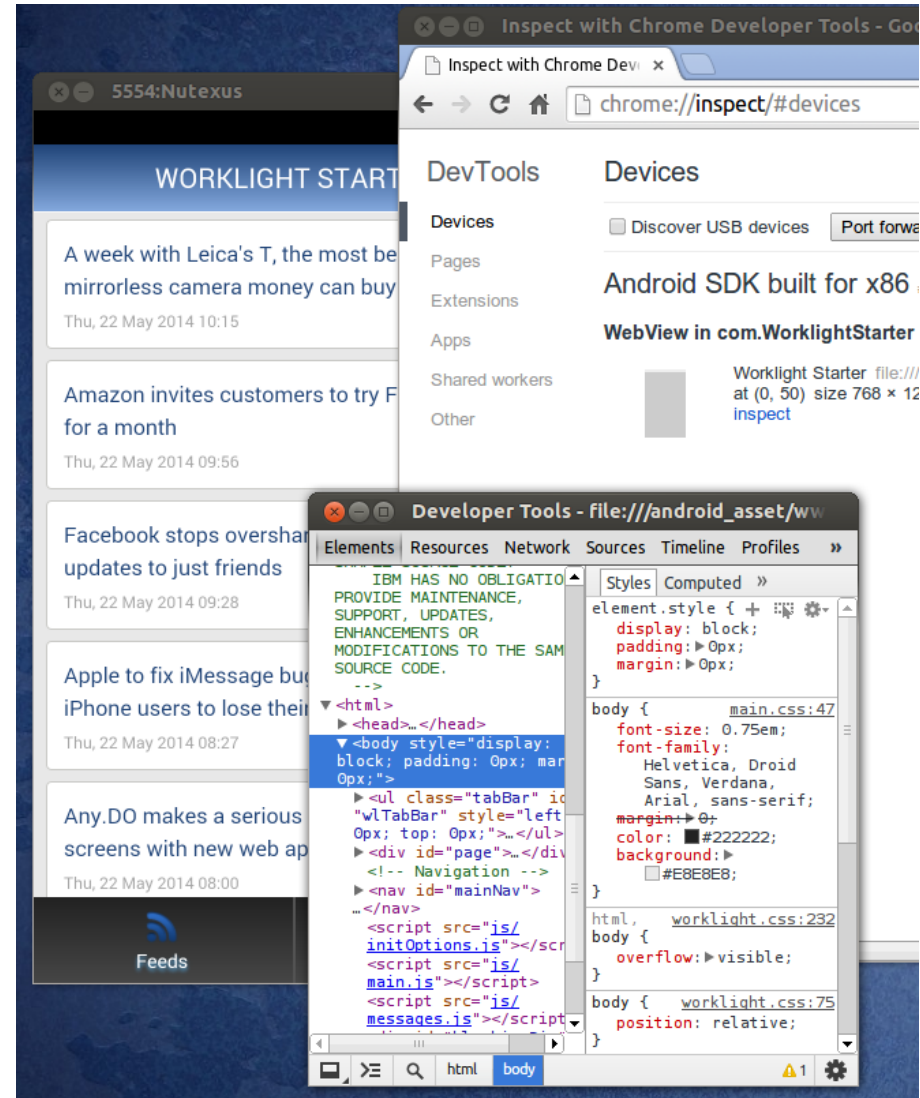 Inspect with Chrome Developer Tools - Goo
Inspect with Chrome Dev
chrome://inspect/#devices
5554:Nutexus
WORKLIGHT START
A week with Leica's T, the most be
mirrorless camera money can buy
Thu, 22 May 2014 10:15
Amazon invites customers to try F
for a month
Thu, 22 May 2014 09:56
Facebook stops overshar
updates to just friends
Thu, 22 May 2014 09:28
Apple to fix iMessage bug
iPhone users to lose their
Thu, 22 May 2014 08:27
Any.DO makes a serious
screens with new web ap
Thu, 22 May 2014 08:00
Feeds
DevTools
Devices
Pages
Extensions
Apps
Shared workers
Other
Devices
Discover USB devices Port forwa
Android SDK built for x86
WebView in com.WorklightStarter
Worklight Starter file:///
at (0, 50) size 768 × 12
inspect
Developer Tools - file:///android_asset/ww
Elements Resources Network Sources Timeline Profiles »
IBM HAS NO OBLIGATIO
PROVIDE MAINTENANCE,
SUPPORT, UPDATES,
ENHANCEMENTS OR
MODIFICATIONS TO THE SAM
SOURCE CODE.
-->
▼<html>
▶<head>…</head>
▼<body style="display:
block; padding: 0px; mar
0px;">
▶<ul class="tabBar" id
"wlTabBar" style="left
0px; top: 0px;">…</ul>
▶<div id="page">…</div
<!-- Navigation -->
▶<nav id="mainNav">
…</nav>
<script src="js/
initOptions.js"></scr
<script src="js/
main.js"></script>
<script src="js/
messages.js"></script
Styles Computed »
element.style {
display: block;
padding:▶0px;
margin:▶0px;
}
body { main.css:47
font-size: 0.75em;
font-family:
Helvetica, Droid
Sans, Verdana,
Arial, sans-serif;
margin:▶0;
color: #222222;
background:▶
#E8E8E8;
}
html, worklight.css:232
body {
overflow:▶visible;
}
body { worklight.css:75
position: relative;
}
html body
1